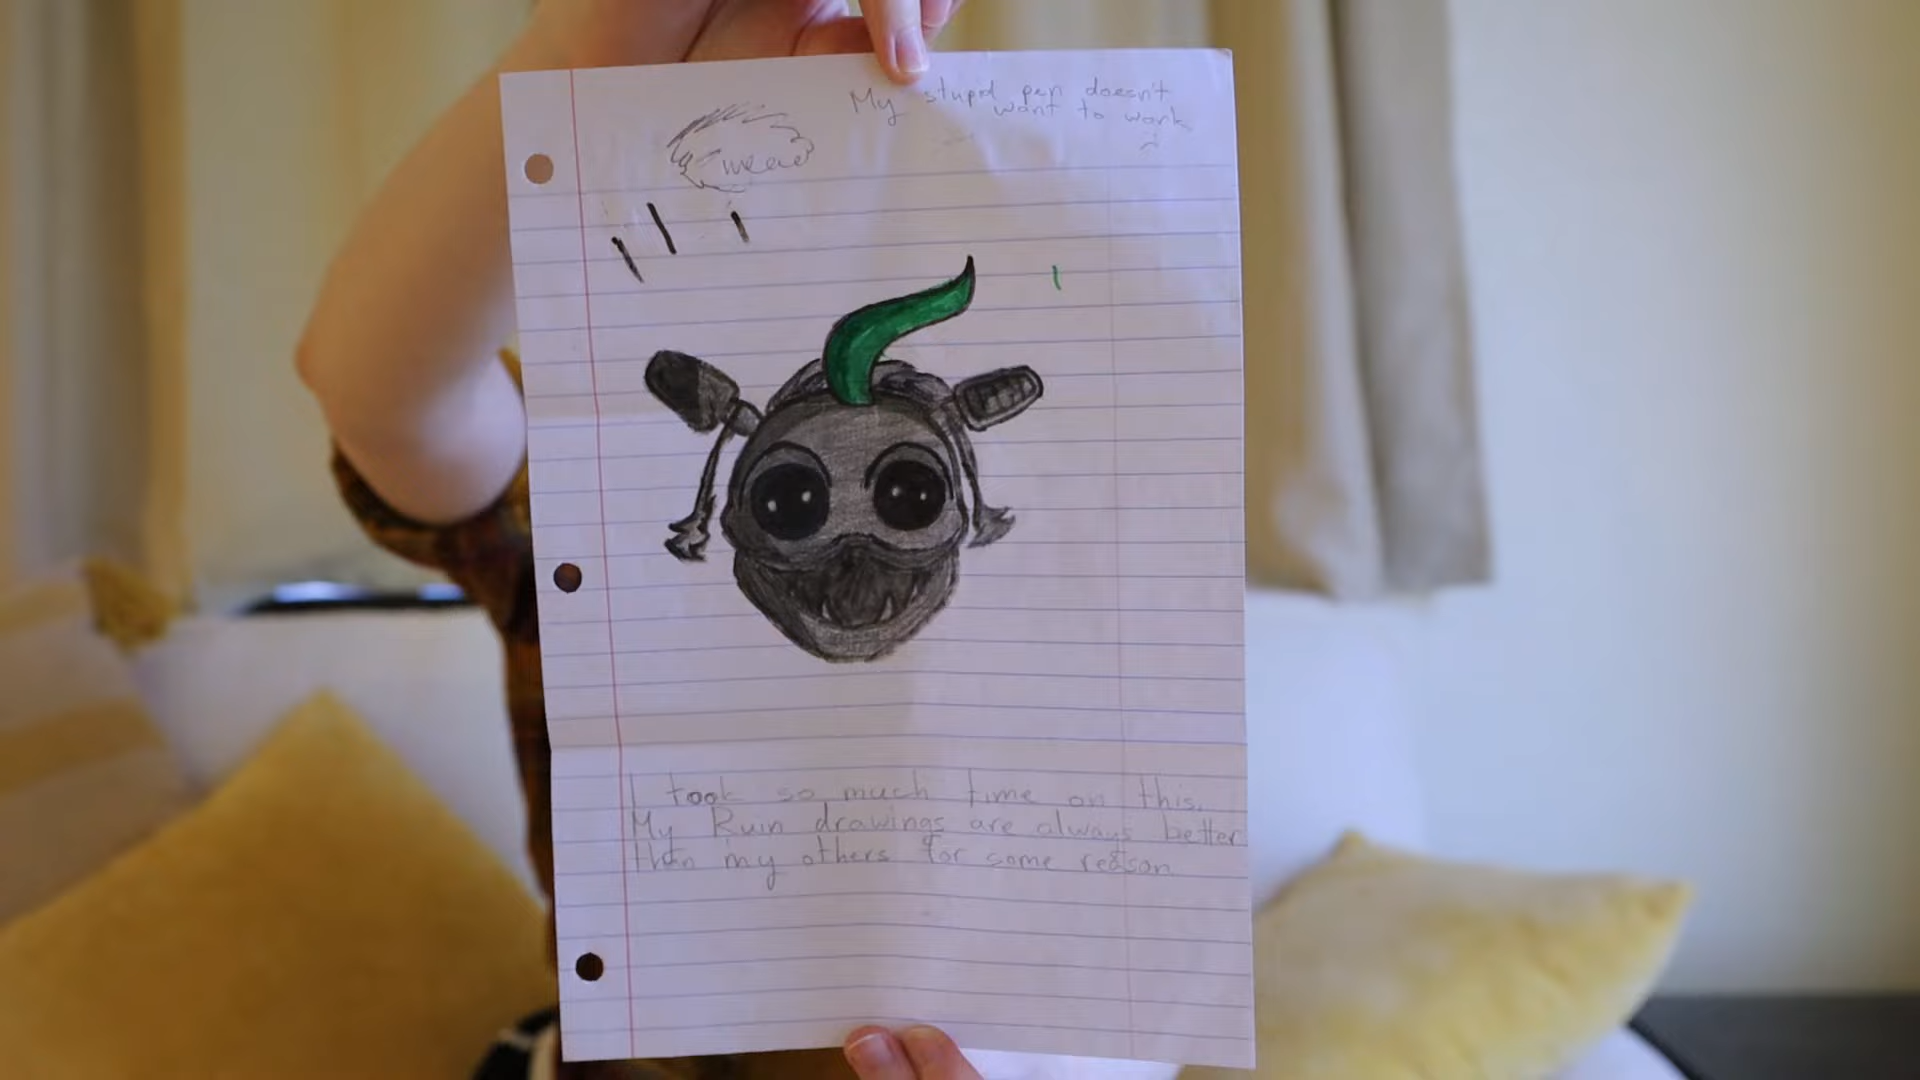 My stupid pen doesn't
want to work
meow
I took so much time on this.
My Ruin drawings are always better
than my others for some reason